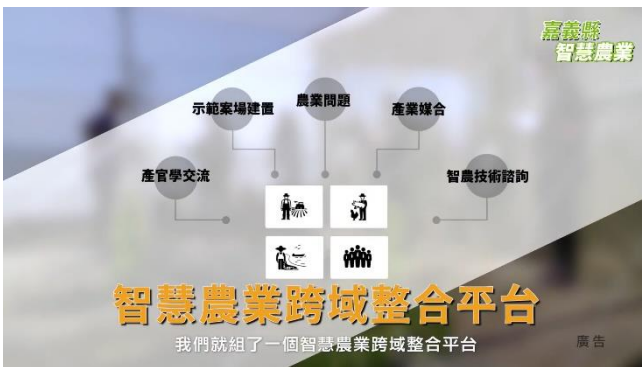 嘉義縣
智慧農業
農業問題
示範案場建置
產業媒合
產官學交流
智農技術諮詢
智慧農業跨域整合平台
我們就組了一個智慧農業跨域整合平台
廣告